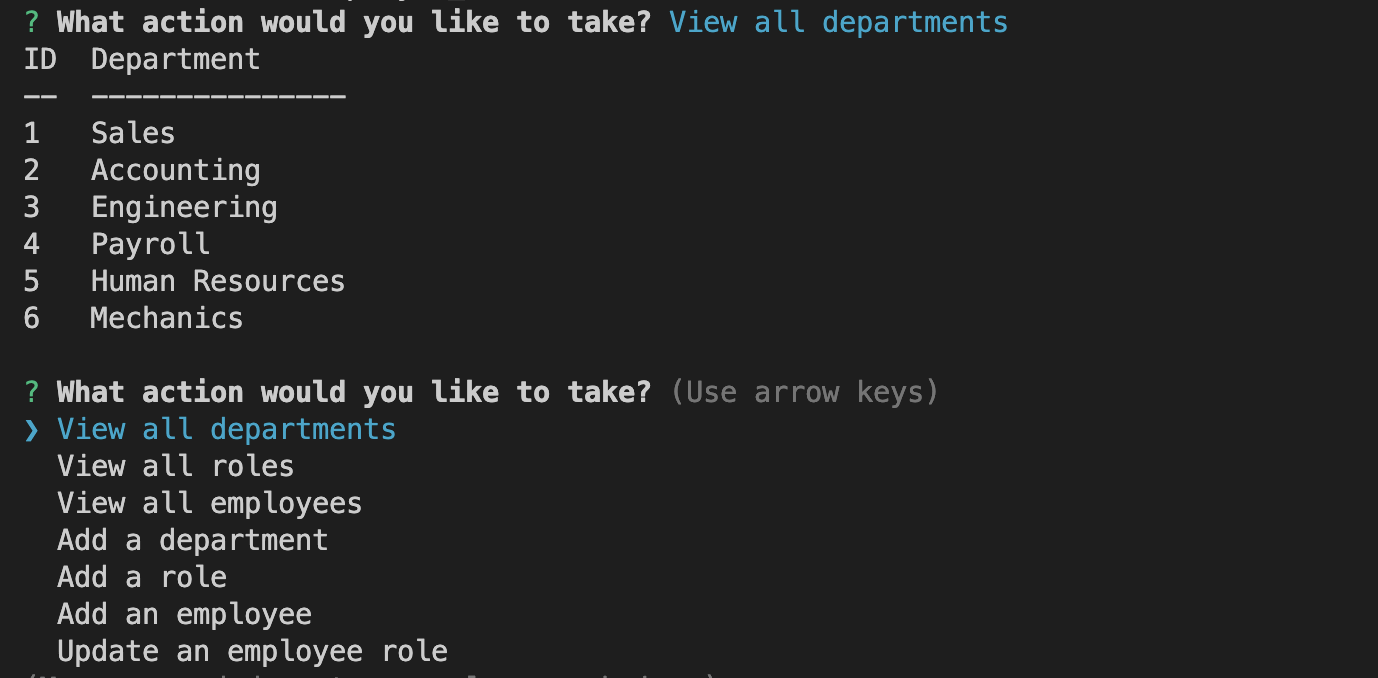 ? What action would you like to take? View all departments
ID  Department
--  ---------------
1   Sales
2   Accounting
3   Engineering
4   Payroll
5   Human Resources
6   Mechanics
? What action would you like to take? (Use arrow keys)
❯ View all departments
  View all roles
  View all employees
  Add a department
  Add a role
  Add an employee
  Update an employee role